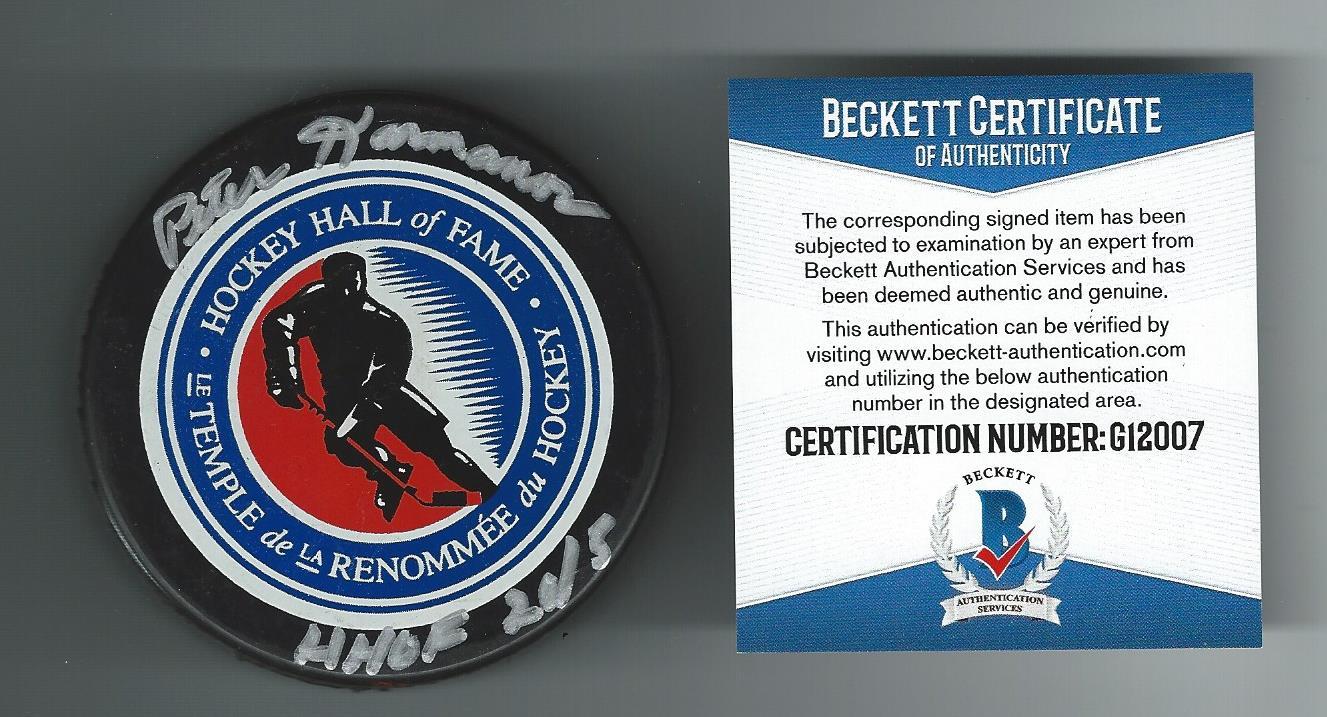 Peter Karmanos
• HOCKEY HALL of FAME •
LE TEMPLE de LA RENOMMÉE du HOCKEY
HHOF 2015
BECKETT CERTIFICATE
OF AUTHENTICITY
The corresponding signed item has been
subjected to examination by an expert from
Beckett Authentication Services and has
been deemed authentic and genuine.
This authentication can be verified by
visiting www.beckett-authentication.com
and utilizing the below authentication
number in the designated area.
CERTIFICATION NUMBER: G12007
BECKETT
B
AUTHENTICATION
SERVICES